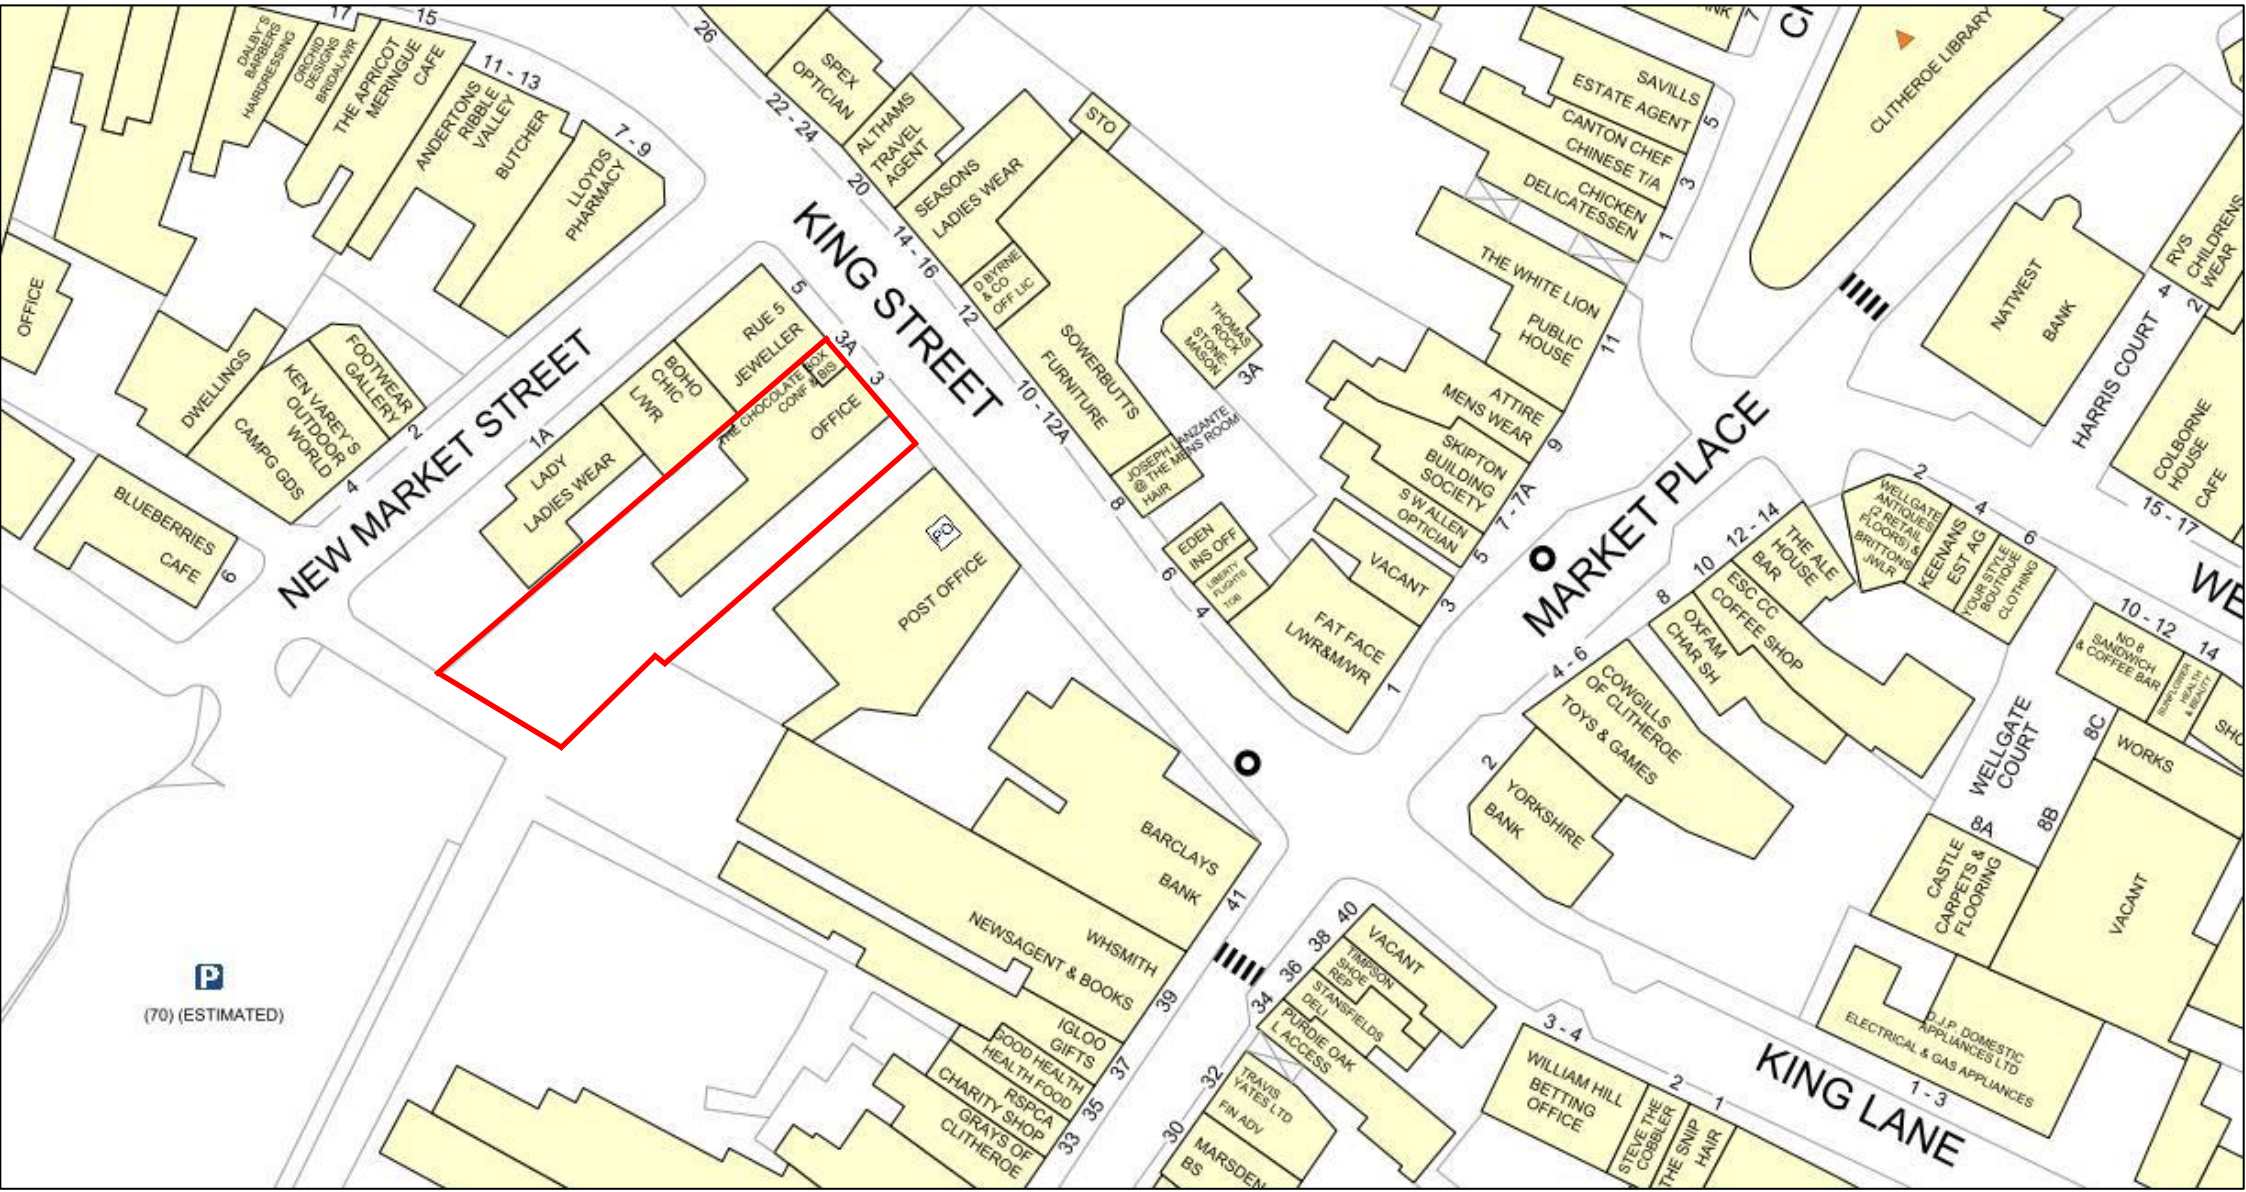 17
15
DALBY'S
BARBERS
HAIRDRESSING
ORCHID
DESIGNS
BRIDAL/WR
THE APRICOT
MERINGUE
CAFE
11 - 13
ANDERTONS
RIBBLE
VALLEY
BUTCHER
7 - 9
LLOYDS
PHARMACY
26
SPEX
OPTICIAN
22 - 24
ALTHAMS
TRAVEL
AGENT
20
SEASONS
LADIES WEAR
STO
14 - 16
D BYRNE
& CO
OFF LIC
12
KING STREET
SOWERBUTTS
FURNITURE
10 - 12A
THOMAS
ROCK
STONE-
MASON
3A
JOSEPH LANZANTE
@ THE MENS ROOM
HAIR
8
EDEN
INS OFF
6
LIBERTY
FLIGHTS
TOB
4
FAT FACE
L/WR&M/WR
1
VACANT
3
S W ALLEN
OPTICIAN
5
SKIPTON
BUILDING
SOCIETY
7 - 7A
ATTIRE
MENS WEAR
9
THE WHITE LION
PUBLIC
HOUSE
11
CHICKEN
DELICATESSEN
1
CANTON CHEF
CHINESE T/A
3
SAVILLS
ESTATE AGENT
5
7
CLITHEROE LIBRARY
NATWEST
BANK
HARRIS COURT
4
2
RVS
CHILDRENS
WEAR
COLBORNE
HOUSE
CAFE
15 - 17
MARKET PLACE
OFFICE
DWELLINGS
FOOTWEAR
GALLERY
2
KEN VAREY'S
OUTDOOR
WORLD
CAMPG GDS
4
BLUEBERRIES
CAFE
6
NEW MARKET STREET
5
RUE 5
JEWELLER
3A
3
BOHO
CHIC
L/WR
1A
LADY
LADIES WEAR
THE CHOCOLATE BOX
CONF & BIS
OFFICE
PO
POST OFFICE
BARCLAYS
BANK
41
WHSMITH
NEWSAGENT & BOOKS
39
IGLOO
GIFTS
37
GOOD HEALTH
HEALTH FOOD
35
RSPCA
CHARITY SHOP
33
GRAYS OF
CLITHEROE
P
(70) (ESTIMATED)
40
VACANT
38
TIMPSON
SHOE
REP
36
STANSFIELDS
DELI
34
PURDIE OAK
L ACCESS
32
TRAVIS
YATES LTD
FIN ADV
30
MARSDEN
BS
2
YORKSHIRE
BANK
4 - 6
COWGILLS
OF CLITHEROE
TOYS & GAMES
8
OXFAM
CHAR SH
10
ESC CC
COFFEE SHOP
12 - 14
THE ALE
HOUSE
BAR
2
WELLGATE
ANTIQUES
(2 RETAIL
FLOORS) &
BRITTONS
JWLR
4
KEENANS
EST AG
6
YOUR STYLE
BOUTIQUE
CLOTHING
10 - 12
NO 8
SANDWICH
& COFFEE BAR
14
SUNFLOWER
HEALTH
& BEAUTY
WELLGATE
COURT
8C
WORKS
8B
VACANT
8A
CASTLE
CARPETS &
FLOORING
D.J.P. DOMESTIC
APPLIANCES LTD
ELECTRICAL & GAS APPLIANCES
1 - 3
KING LANE
3 - 4
WILLIAM HILL
BETTING
OFFICE
2
STEVE THE
COBBLER
1
THE SNIP
HAIR